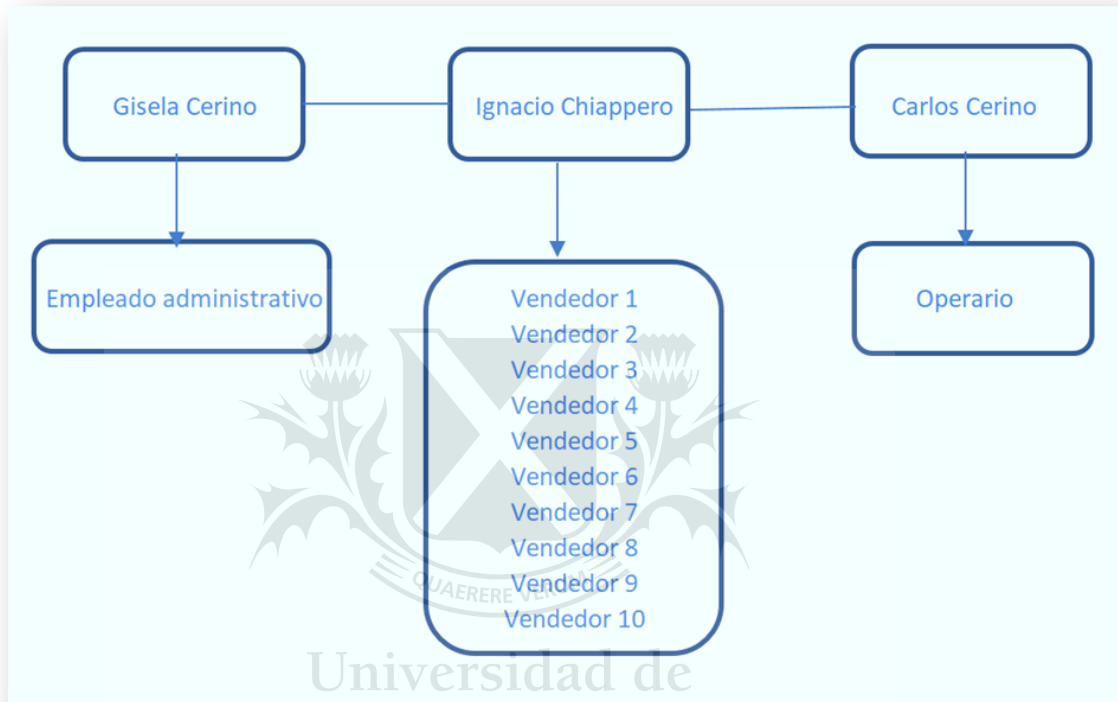 Gisela Cerino
Ignacio Chiappero
Carlos Cerino
Empleado administrativo
Vendedor 1
Vendedor 2
Vendedor 3
Vendedor 4
Vendedor 5
Vendedor 6
Vendedor 7
Vendedor 8
Vendedor 9
Vendedor 10
Operario
QUAERERE
Universidad de